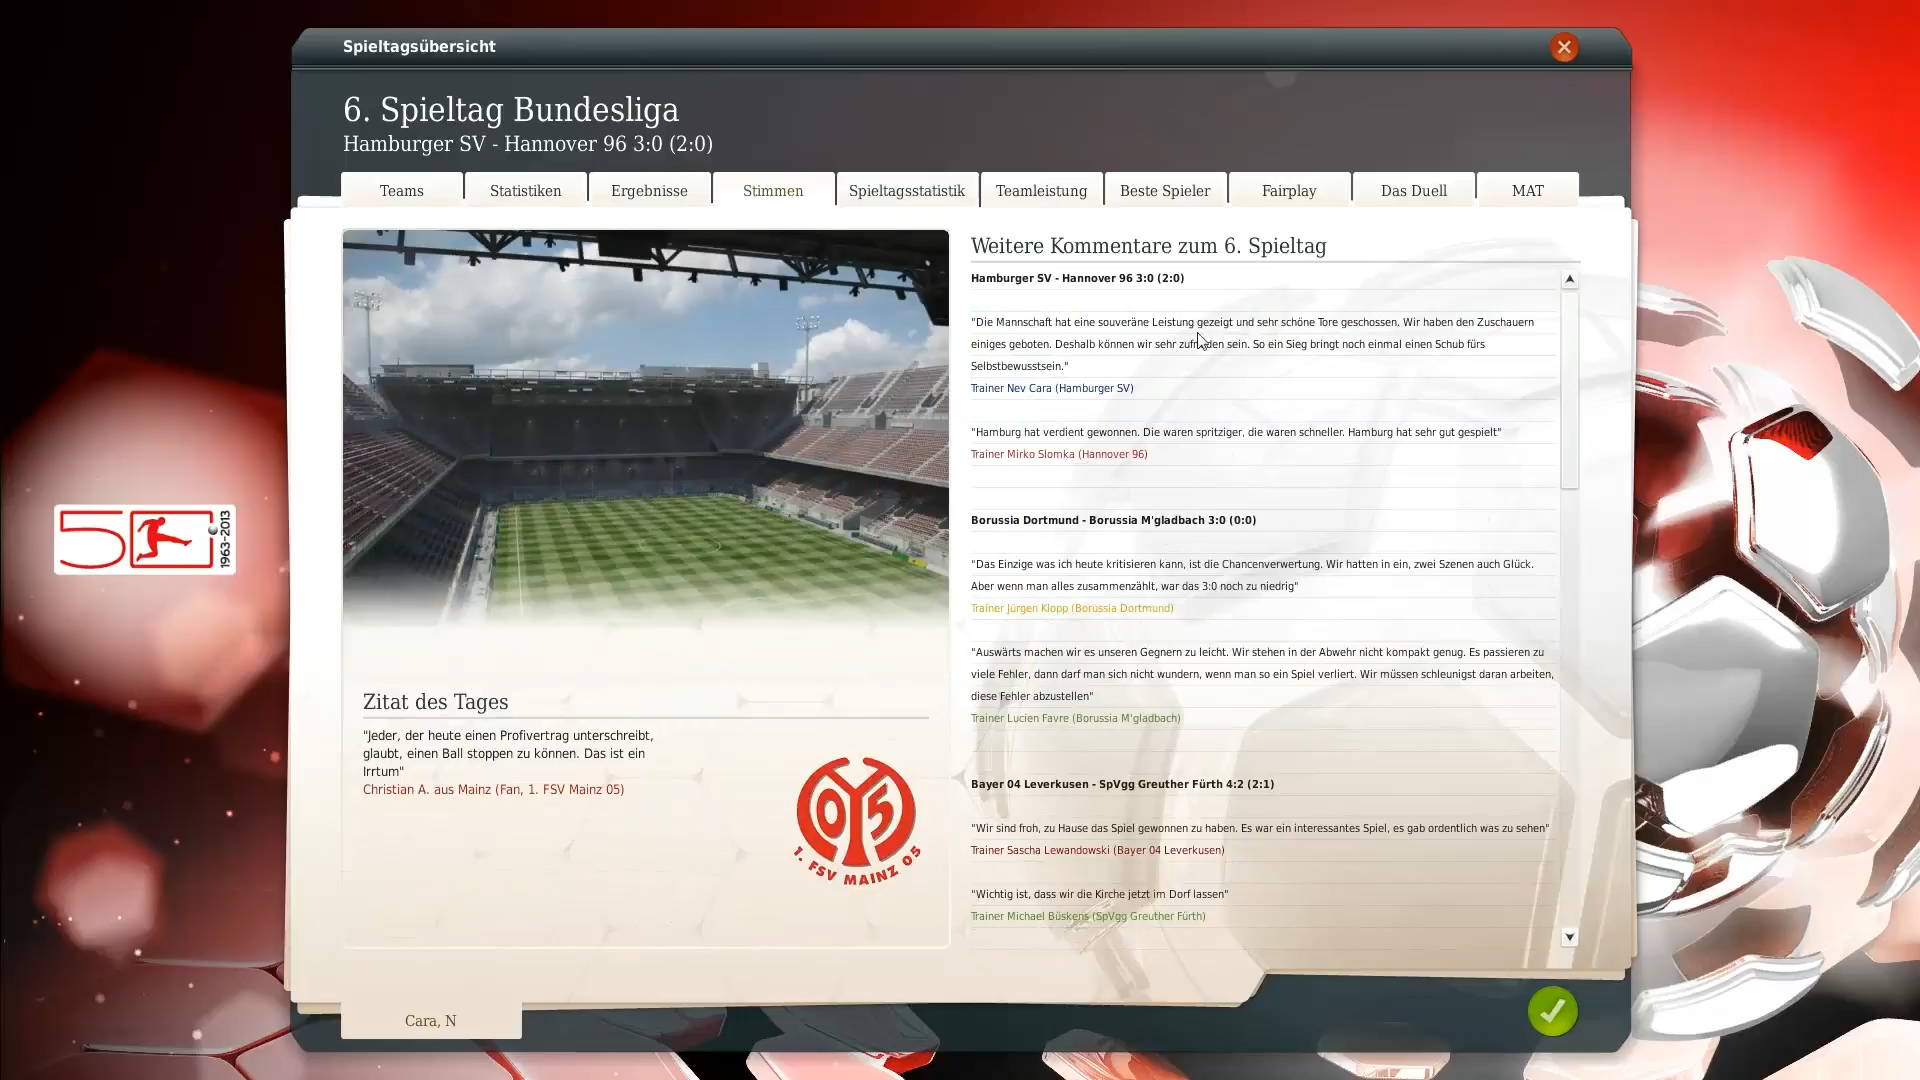 Spieltagsübersicht
6. Spieltag Bundesliga
Hamburger SV - Hannover 96 3:0 (2:0)
Teams
Statistiken
Ergebnisse
Stimmen
Spieltagsstatistik
Teamleistung
Beste Spieler
Fairplay
Das Duell
MAT
Weitere Kommentare zum 6. Spieltag
Hamburger SV - Hannover 96 3:0 (2:0)
"Die Mannschaft hat eine souveräne Leistung gezeigt und sehr schöne Tore geschossen. Wir haben den Zuschauern
einiges geboten. Deshalb können wir sehr zufrieden sein. So ein Sieg bringt noch einmal einen Schub fürs
Selbstbewusstsein."
Trainer Nev Cara (Hamburger SV)
"Hamburg hat verdient gewonnen. Die waren spritziger, die waren schneller. Hamburg hat sehr gut gespielt"
Trainer Mirko Slomka (Hannover 96)
Borussia Dortmund - Borussia M'gladbach 3:0 (0:0)
"Das Einzige was ich heute kritisieren kann, ist die Chancenverwertung. Wir hatten in ein, zwei Szenen auch Glück.
Aber wenn man alles zusammenzählt, war das 3:0 noch zu niedrig"
Trainer Jürgen Klopp (Borussia Dortmund)
"Auswärts machen wir es unseren Gegnern zu leicht. Wir stehen in der Abwehr nicht kompakt genug. Es passieren zu
viele Fehler, dann darf man sich nicht wundern, wenn man so ein Spiel verliert. Wir müssen schleunigst daran arbeiten,
diese Fehler abzustellen"
Trainer Lucien Favre (Borussia M'gladbach)
Bayer 04 Leverkusen - SpVgg Greuther Fürth 4:2 (2:1)
"Wir sind froh, zu Hause das Spiel gewonnen zu haben. Es war ein interessantes Spiel, es gab ordentlich was zu sehen"
Trainer Sascha Lewandowski (Bayer 04 Leverkusen)
"Wichtig ist, dass wir die Kirche jetzt im Dorf lassen"
Trainer Michael Büskens (SpVgg Greuther Fürth)
Zitat des Tages
"Jeder, der heute einen Profivertrag unterschreibt,
glaubt, einen Ball stoppen zu können. Das ist ein
Irrtum"
Christian A. aus Mainz (Fan, 1. FSV Mainz 05)
05
1. FSV MAINZ 05
50
1963-2013
Cara, N